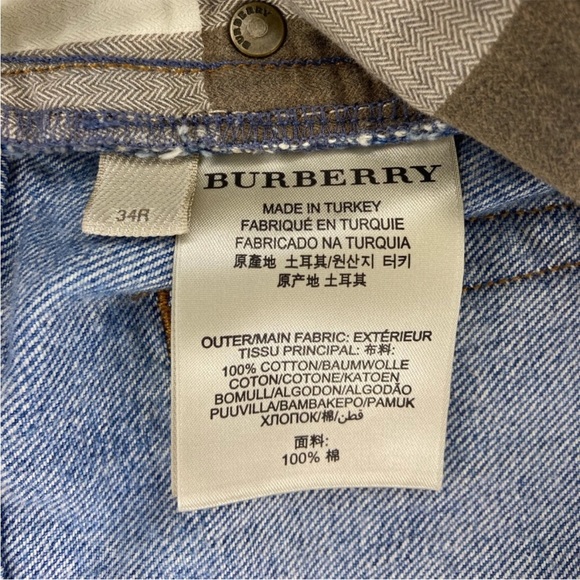 BURBERRY
34R
BURBERRY
MADE IN TURKEY
FABRIQUÉ EN TURQUIE
FABRICADO NA TURQUIA
原產地 土耳其/원산지 터키
原产地 土耳其
OUTER/MAIN FABRIC: EXTÉRIEUR
TISSU PRINCIPAL: 布料:
100% COTTON/BAUMWOLLE
COTON/COTONE/KATOEN
BOMULL/ALGODON/ALGODÃO
PUUVILLA/ΒΑΜΒΑΚΕΡΟ/PAMUK
ХЛОПОК/棉/قطن/
面料:
100% 棉